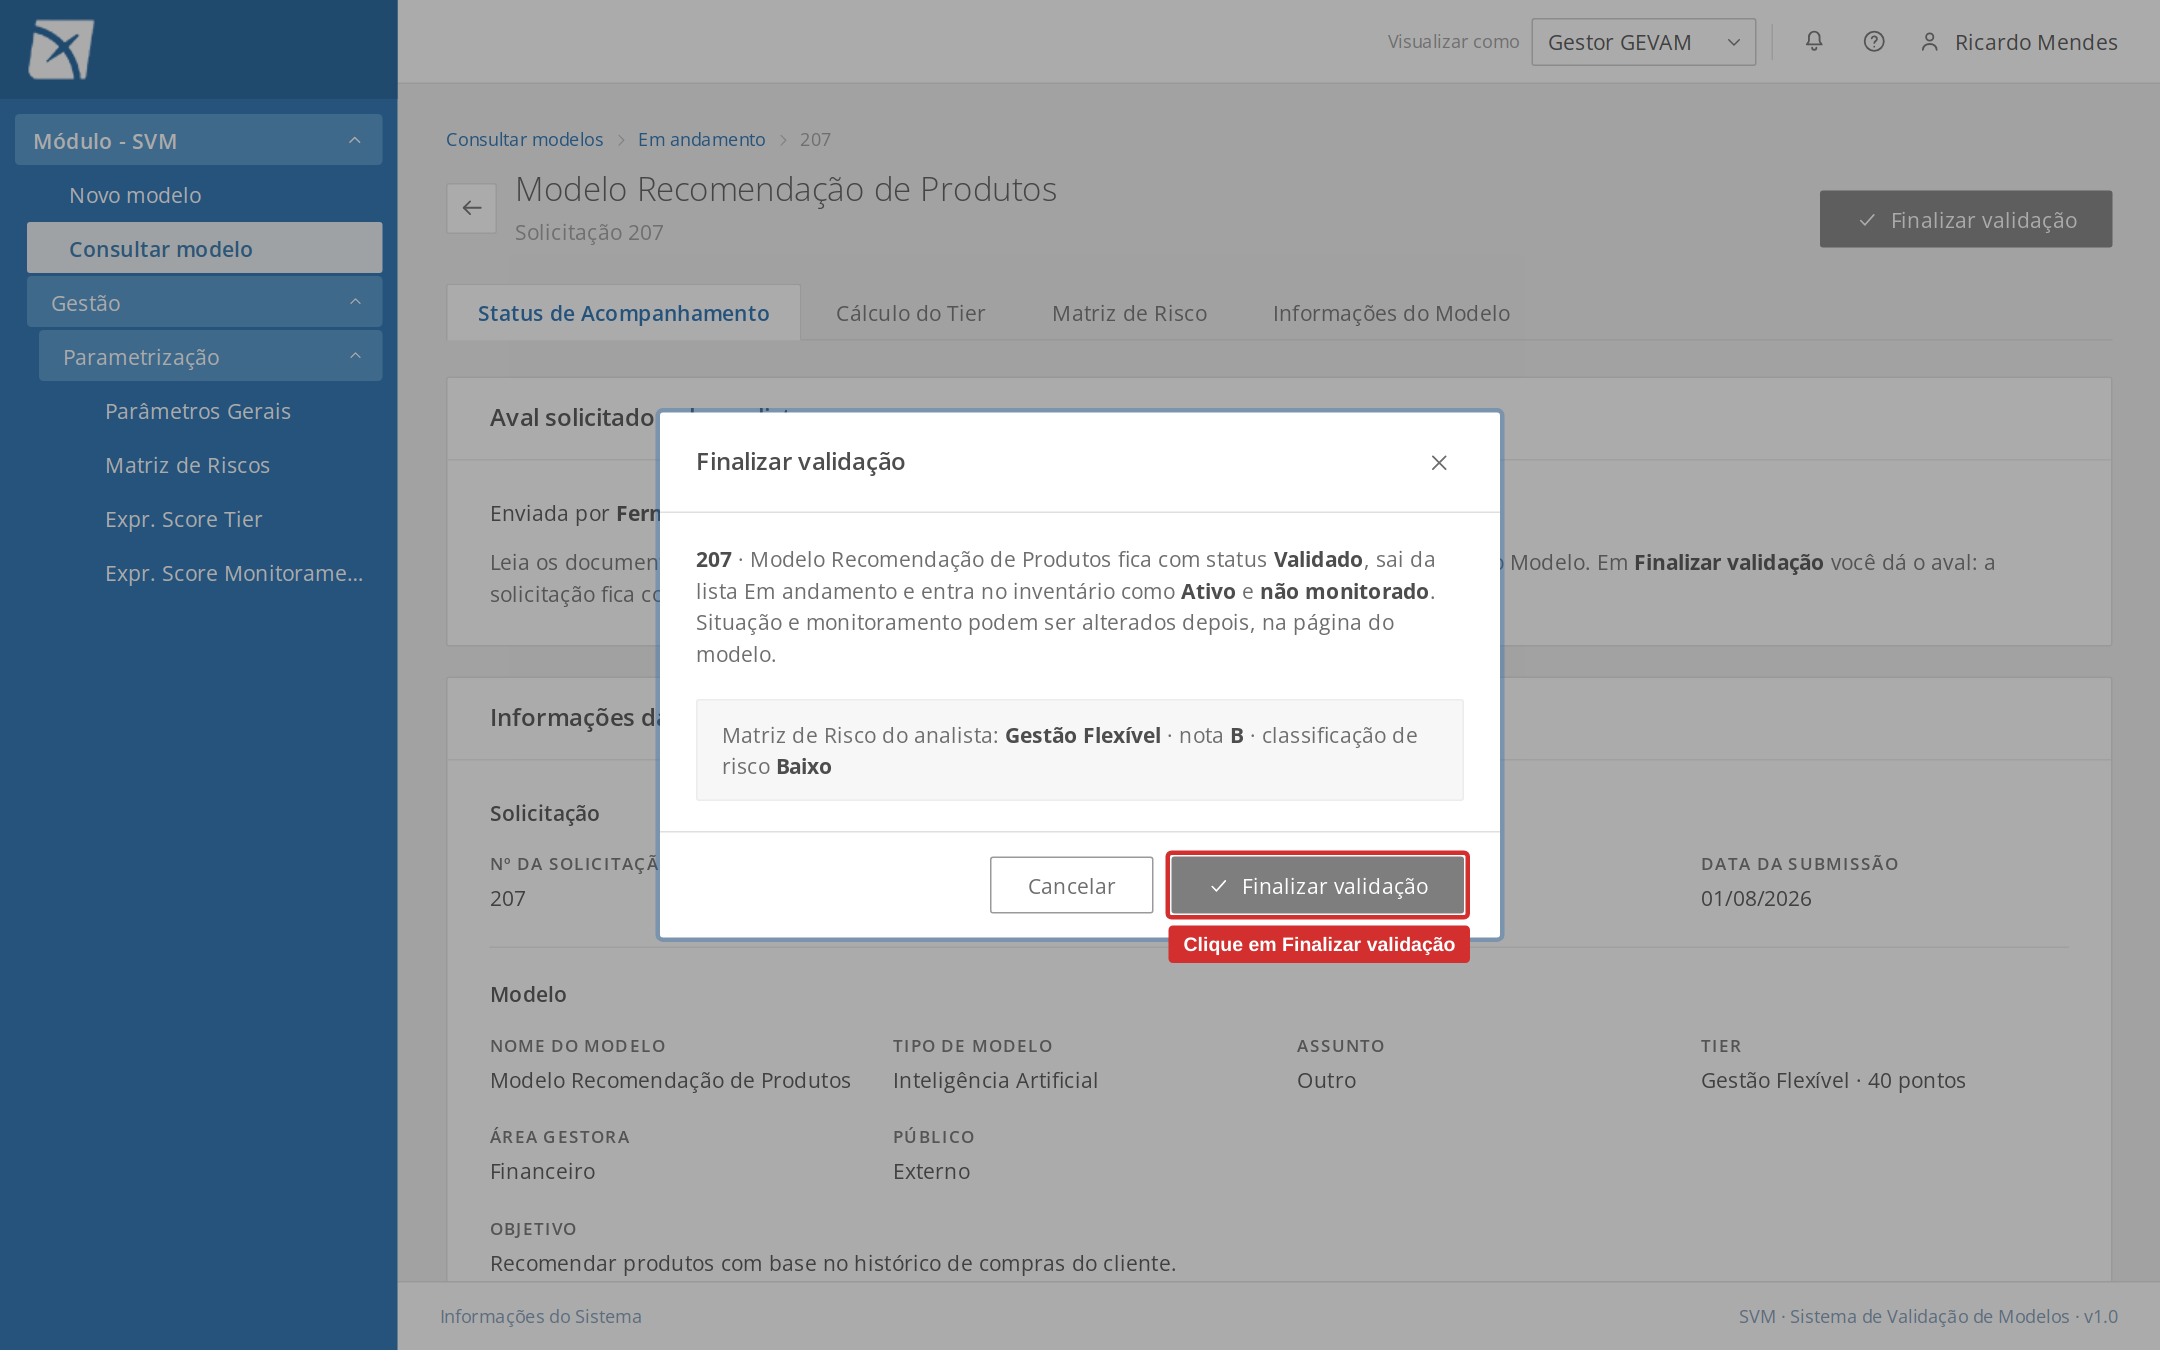 Visualizar como
Gestor GEVAM
Ricardo Mendes
Módulo - SVM
Novo modelo
Consultar modelo
Gestão
Parametrização
Parâmetros Gerais
Matriz de Riscos
Expr. Score Tier
Expr. Score Monitorame...
Consultar modelos > Em andamento > 207
Modelo Recomendação de Produtos
Solicitação 207
Finalizar validação
Status de Acompanhamento
Cálculo do Tier
Matriz de Risco
Informações do Modelo
Aval solicitado
Enviada por
Leia os
Modelo. Em Finalizar validação você dá o aval: a
solicitação fica
Finalizar validação
207 · Modelo Recomendação de Produtos fica com status Validado, sai da
lista Em andamento e entra no inventário como Ativo e não monitorado.
Situação e monitoramento podem ser alterados depois, na página do
modelo.
Matriz de Risco do analista: Gestão Flexível · nota B · classificação de
risco Baixo
Cancelar
Finalizar validação
Clique em Finalizar validação
Informações
Solicitação
Nº DA
207
DATA DA SUBMISSÃO
01/08/2026
Modelo
NOME DO MODELO
Modelo Recomendação de Produtos
TIPO DE MODELO
Inteligência Artificial
ASSUNTO
Outro
TIER
Gestão Flexível · 40 pontos
ÁREA GESTORA
Financeiro
PÚBLICO
Externo
OBJETIVO
Recomendar produtos com base no histórico de compras do cliente.
Informações do Sistema
SVM · Sistema de Validação de Modelos · v1.0